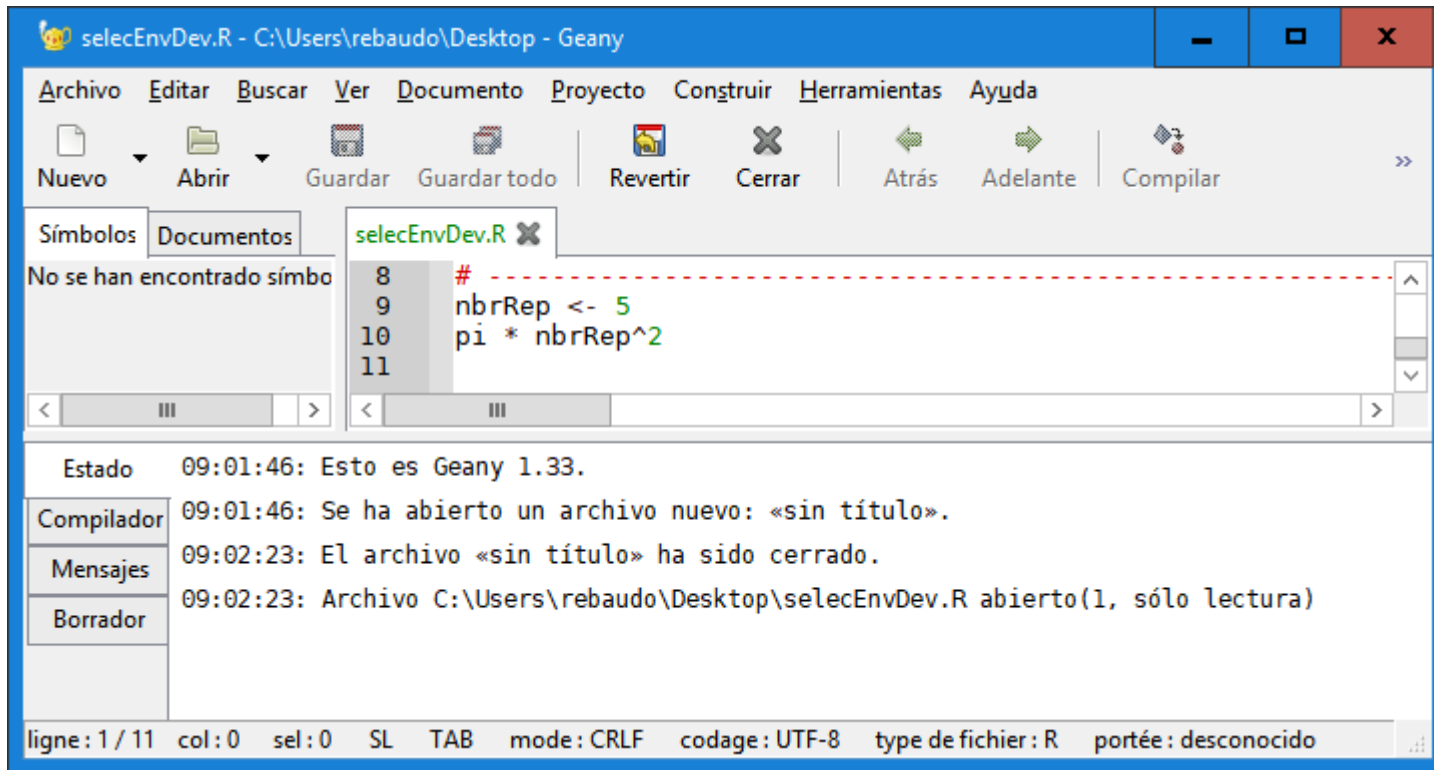 selecEnvDev.R - C:\Users\rebaudo\Desktop - Geany
Archivo Editar Buscar Ver Documento Proyecto Construir Herramientas Ayuda
Nuevo Abrir Guardar Guardar todo Revertir Cerrar Atrás Adelante Compilar
Símbolos Documentos selecEnvDev.R
No se han encontrado símbo
8 # ---------------------------------------------------------
9 nbrRep <- 5
10 pi * nbrRep^2
11
Estado
Compilador
Mensajes
Borrador
09:01:46: Esto es Geany 1.33.
09:01:46: Se ha abierto un archivo nuevo: «sin título».
09:02:23: El archivo «sin título» ha sido cerrado.
09:02:23: Archivo C:\Users\rebaudo\Desktop\selecEnvDev.R abierto(1, sólo lectura)
ligne : 1 / 11 col : 0 sel : 0 SL TAB mode : CRLF codage : UTF-8 type de fichier : R portée : desconocido